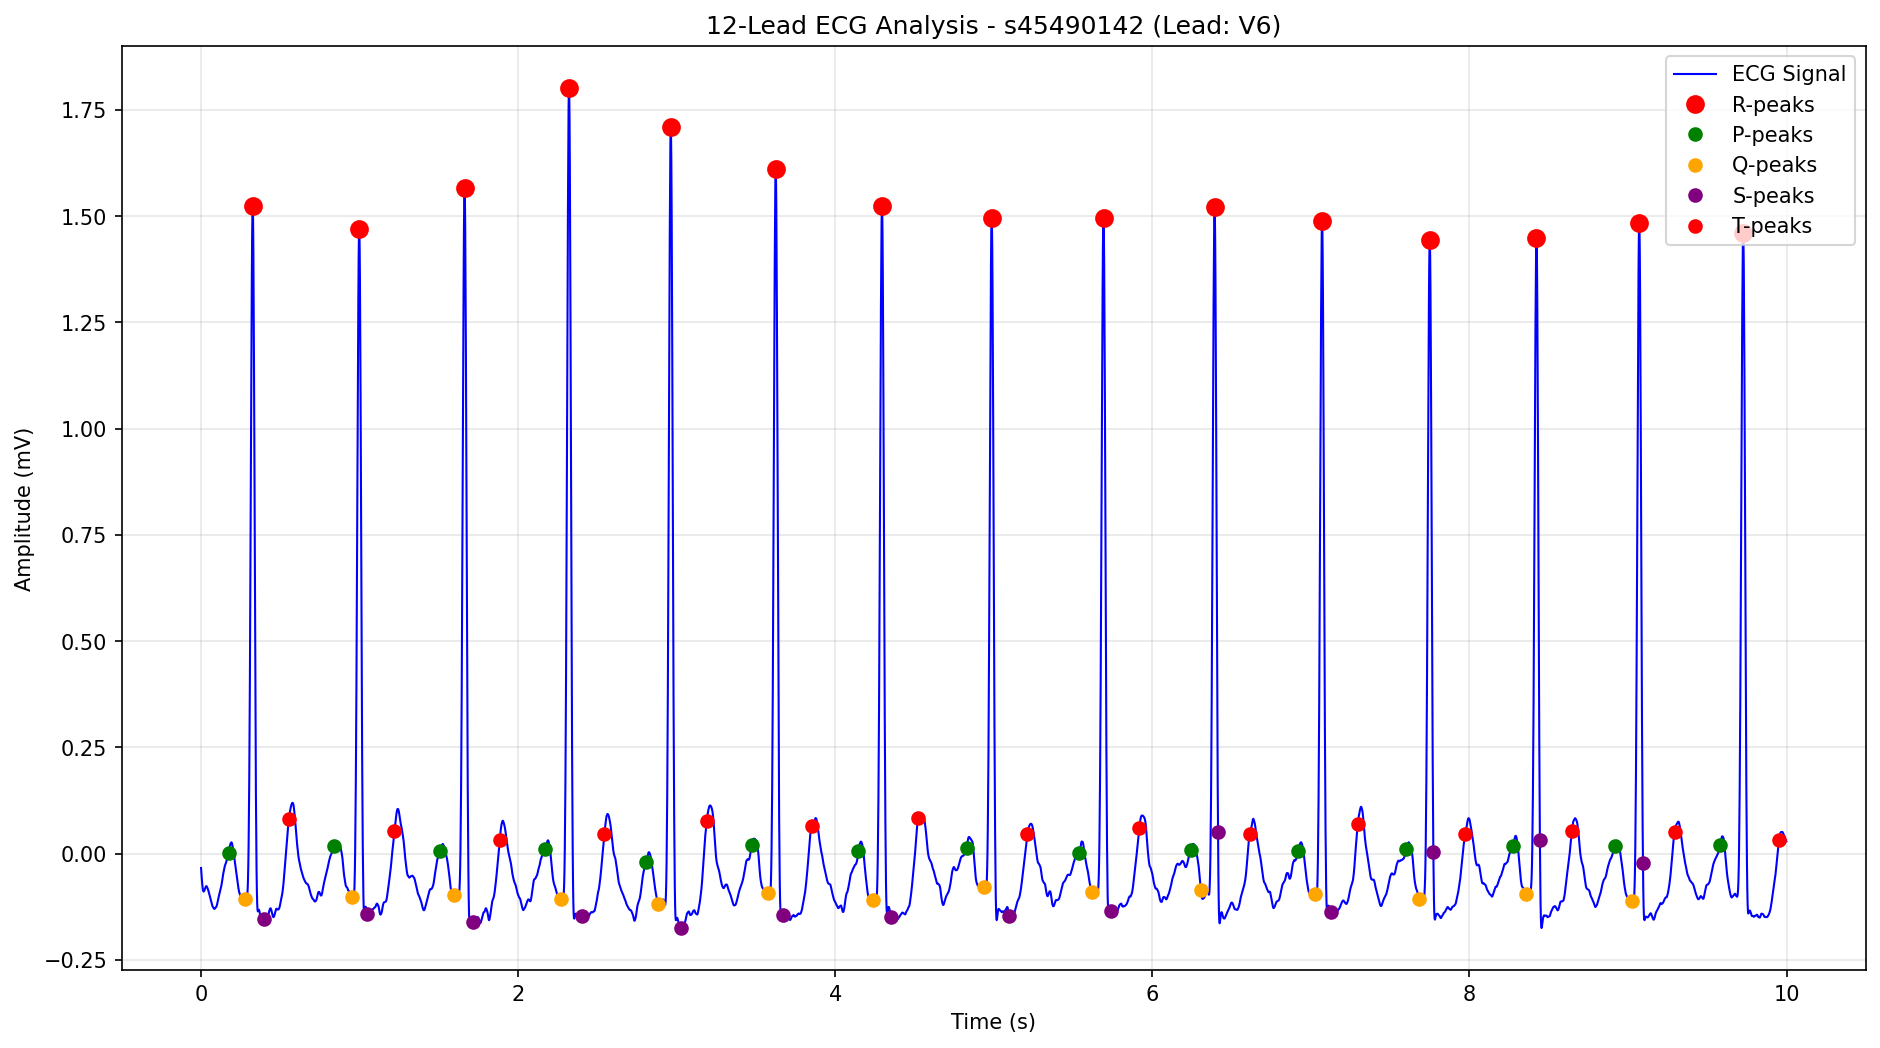 12-Lead ECG Analysis - s45490142 (Lead: V6)
ECG Signal
R-peaks
P-peaks
Q-peaks
S-peaks
T-peaks
Amplitude (mV)
1.75
1.50
1.25
1.00
0.75
0.50
0.25
0.00
−0.25
0 2 4 6 8 10
Time (s)